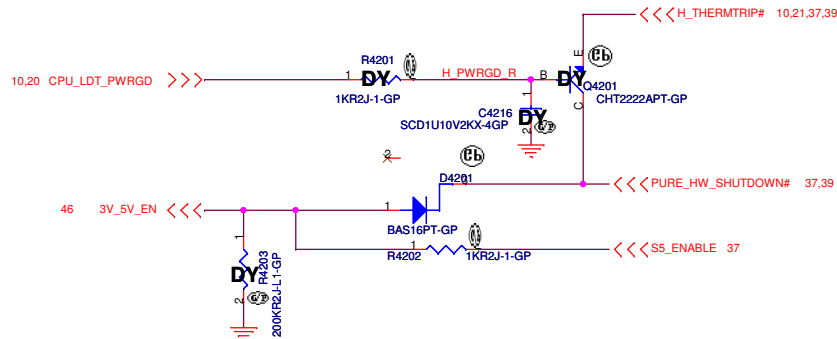 H_THERMTRIP# 10,21,37,39
E
R4201
10,20 CPU_LDT_PWRGD
1
DY
H_PWRGD_R
B
DY
Q4201
1KR2J-1-GP
1
C
CHT2222APT-GP
C4216
DY
SCD1U10V2KX-4GP
2
2
D4201
PURE_HW_SHUTDOWN# 37,39
46 3V_5V_EN
1
BAS16PT-GP
1
S5_ENABLE 37
R4202
1KR2J-1-GP
1
DY
R4203
2
200KR2J-L1-GP